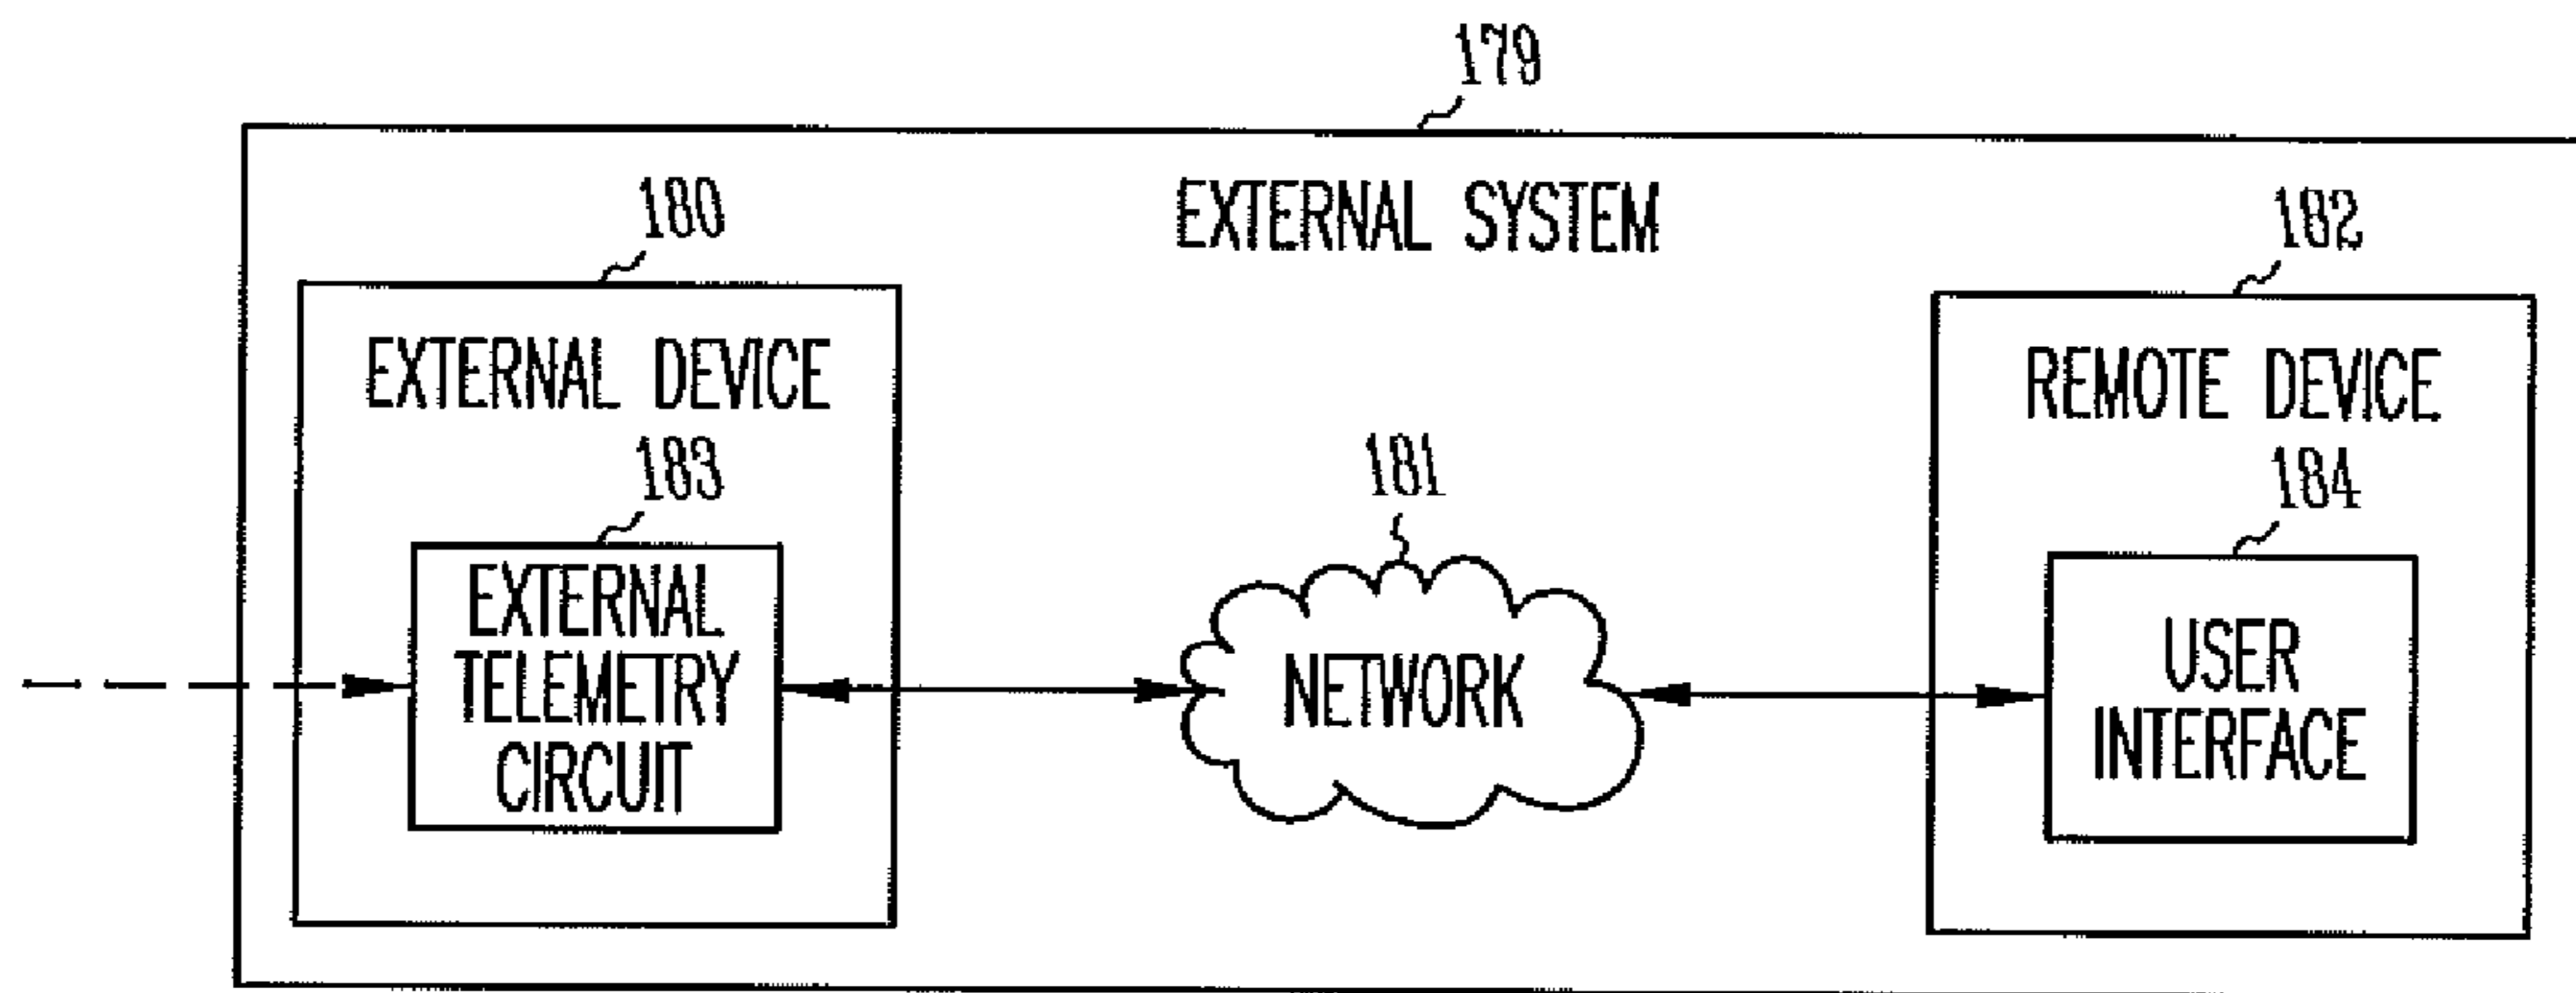 179
EXTERNAL SYSTEM
180
182
EXTERNAL DEVICE
REMOTE DEVICE
183
181
184
EXTERNAL
TELEMETRY
CIRCUIT
NETWORK
USER
INTERFACE